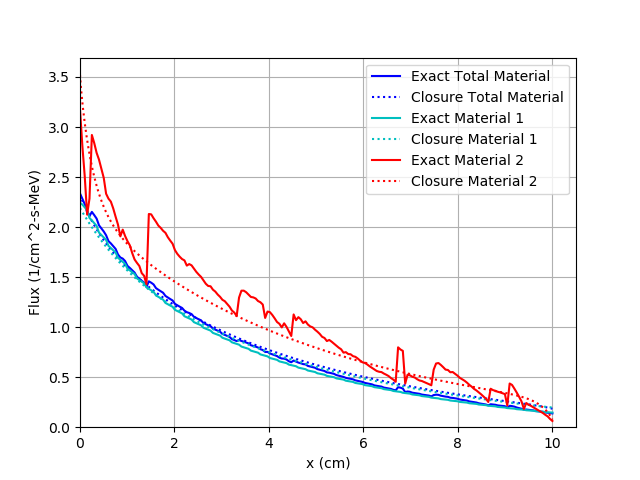 Exact Total Material
Closure Total Material
Exact Material 1
Closure Material 1
Exact Material 2
Closure Material 2
Flux (1/cm^2-s-MeV)
3.5
3.0
2.5
2.0
1.5
1.0
0.5
0.0
0 2 4 6 8 10
x (cm)